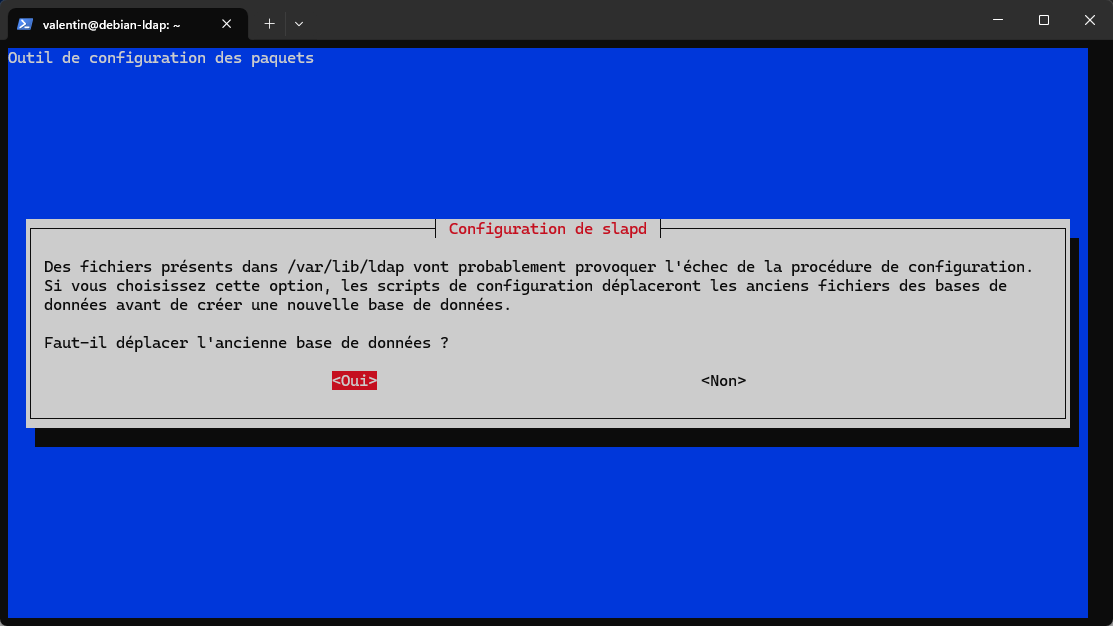 valentin@debian-ldap: ~
Outil de configuration des paquets
Configuration de slapd
Des fichiers présents dans /var/lib/ldap vont probablement provoquer l'échec de la procédure de configuration.
Si vous choisissez cette option, les scripts de configuration déplaceront les anciens fichiers des bases de
données avant de créer une nouvelle base de données.
Faut-il déplacer l'ancienne base de données ?
<Oui> <Non>